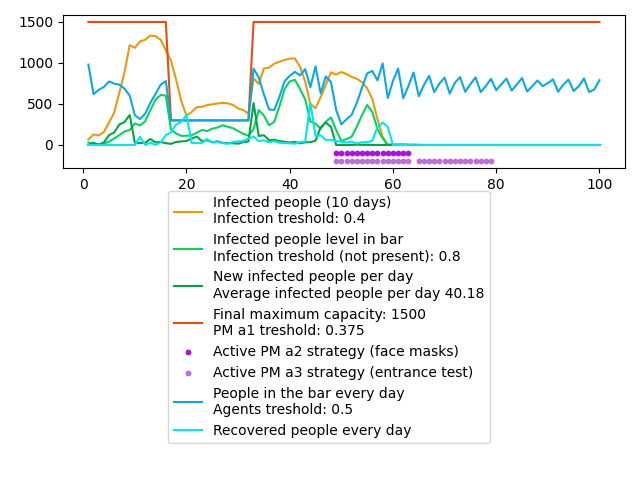 1500
1000
500
0
0
20
40
60
80
100
Infected people (10 days)
Infection treshold: 0.4
Infected people level in bar
Infection treshold (not present): 0.8
New infected people per day
Average infected people per day 40.18
Final maximum capacity: 1500
PM a1 treshold: 0.375
Active PM a2 strategy (face masks)
Active PM a3 strategy (entrance test)
People in the bar every day
Agents treshold: 0.5
Recovered people every day